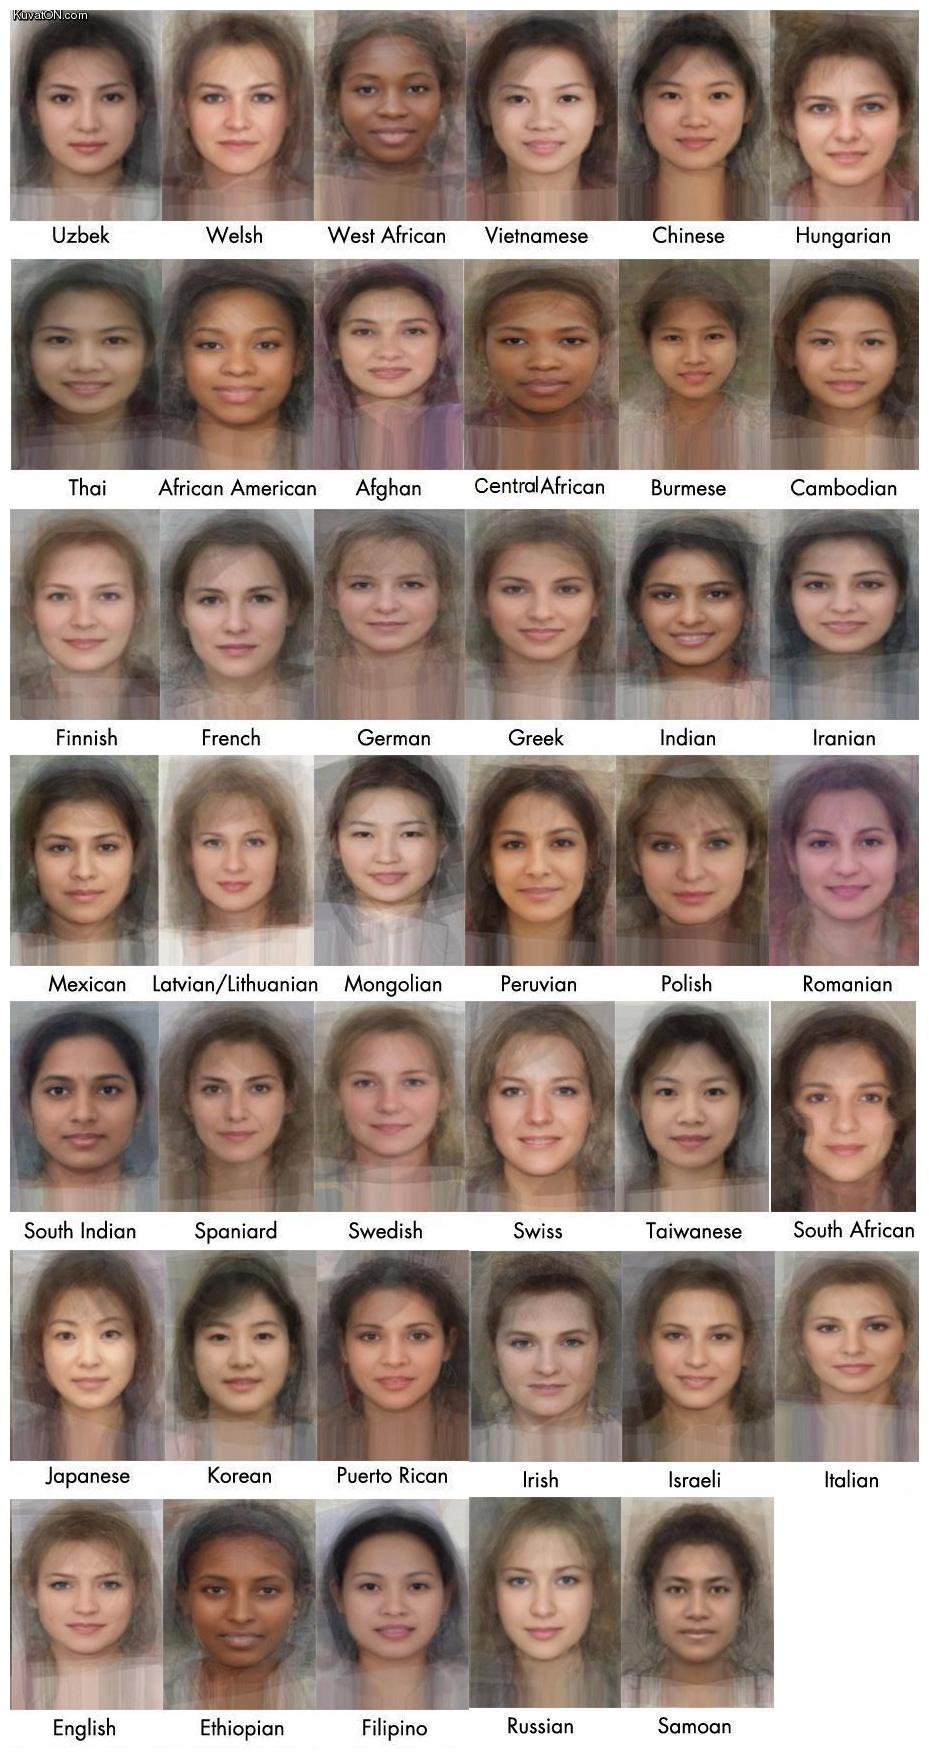 KuvatON.com
Uzbek Welsh West African Vietnamese Chinese Hungarian
Thai African American Afghan Central African Burmese Cambodian
Finnish French German Greek Indian Iranian
Mexican Latvian/Lithuanian Mongolian Peruvian Polish Romanian
South Indian Spaniard Swedish Swiss Taiwanese South African
Japanese Korean Puerto Rican Irish Israeli Italian
English Ethiopian Filipino Russian Samoan